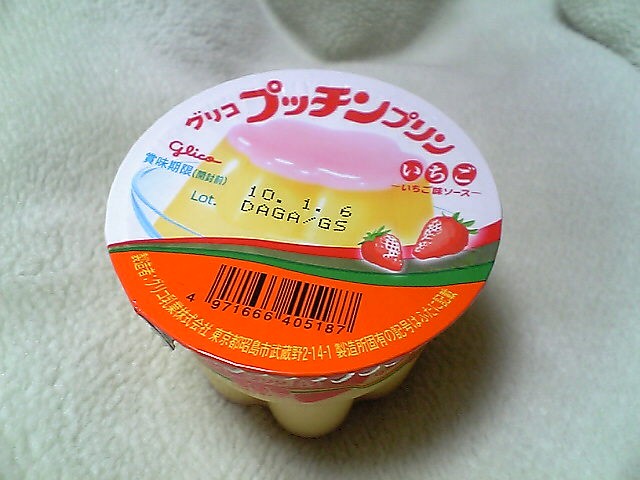 グリコ プッチンプリン
glico
いちご
いちご味ソース
賞味期限(開封前)
Lot.
10. 1. 6
DAGA/GS
4 971666 405187
製造者・グリコ乳業株式会社 東京都昭島市武蔵野2-14-1 製造所固有の記号はふたに記載